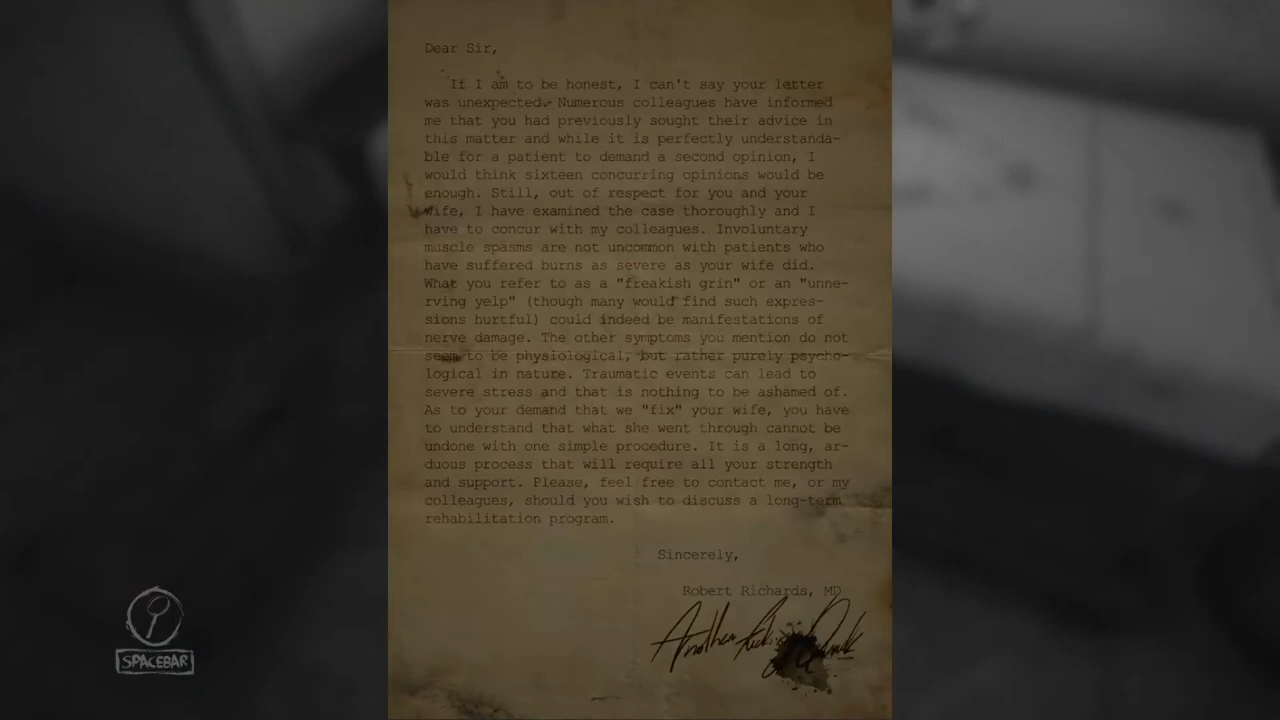 Dear Sir,
If I am to be honest, I can't say your letter
was unexpected. Numerous colleagues have informed
me that you had previously sought their advice in
this matter and while it is perfectly understanda-
ble for a patient to demand a second opinion, I
would think sixteen concurring opinions would be
enough. Still, out of respect for you and your
wife, I have examined the case thoroughly and I
have to concur with my colleagues. Involuntary
muscle spasms are not uncommon with patients who
have suffered burns as severe as your wife did.
What you refer to as a "freakish grin" or an "unne-
rving yelp" (though many would find such expres-
sions hurtful) could indeed be manifestations of
nerve damage. The other symptoms you mention do not
seem to be physiological, but rather purely psycho-
logical in nature. Traumatic events can lead to
severe stress and that is nothing to be ashamed of.
As to your demand that we "fix" your wife, you have
to understand that what she went through cannot be
undone with one simple procedure. It is a long, ar-
duous process that will require all your strength
and support. Please, feel free to contact me, or my
colleagues, should you wish to discuss a long-term
rehabilitation program.
Sincerely,
Robert Richards, MD
Another
SPACEBAR